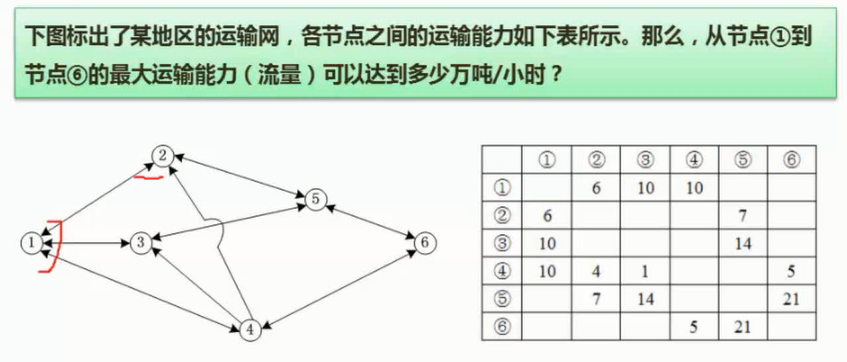 下图标出了某地区的运输网，各节点之间的运输能力如下表所示。那么，从节点①到
节点⑥的最大运输能力（流量）可以达到多少万吨/小时？
2
5
1
3
6
4
① ② ③ ④ ⑤ ⑥
① 6 10 10
② 6 7
③ 10 14
④ 10 4 1 5
⑤ 7 14 21
⑥ 5 21